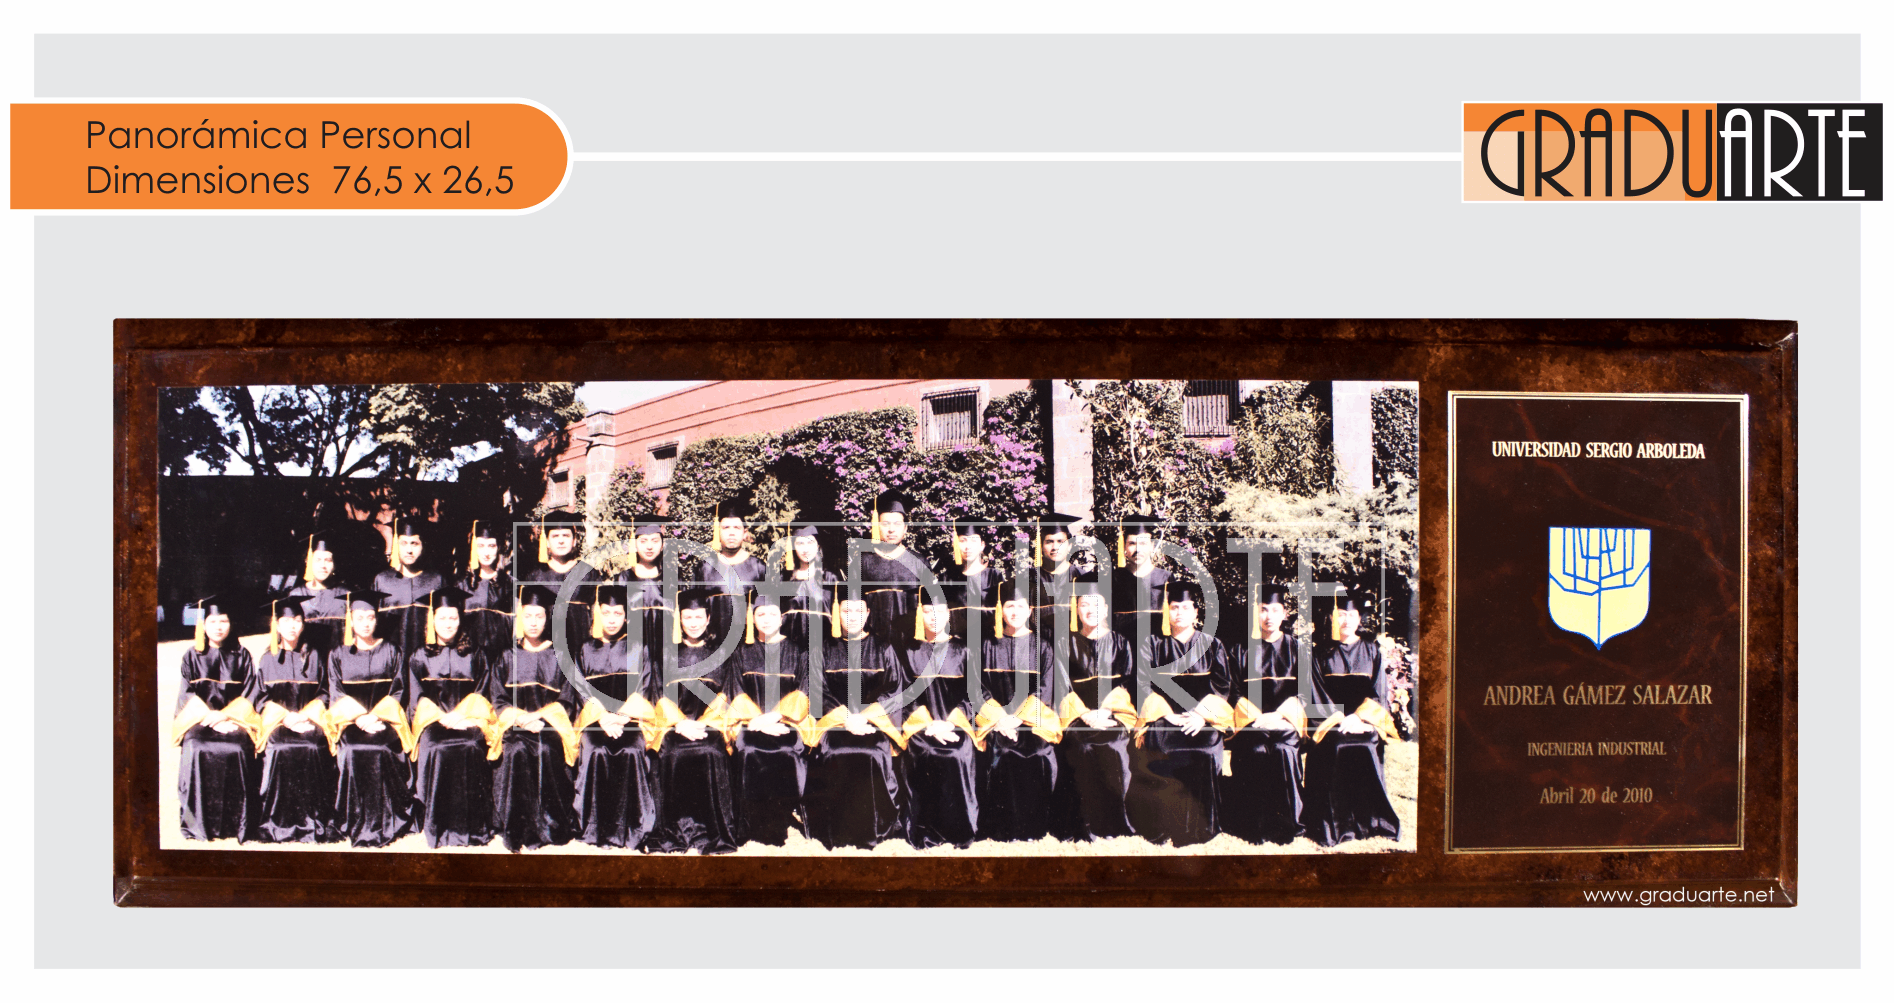 Panorámica Personal
Dimensiones 76,5 x 26,5
GRADUARTE
GRADUARTE
UNIVERSIDAD SERGIO ARBOLEDA
ANDREA GÁMEZ SALAZAR
INGENIERIA INDUSTRIAL
Abril 20 de 2010
www.graduarte.net